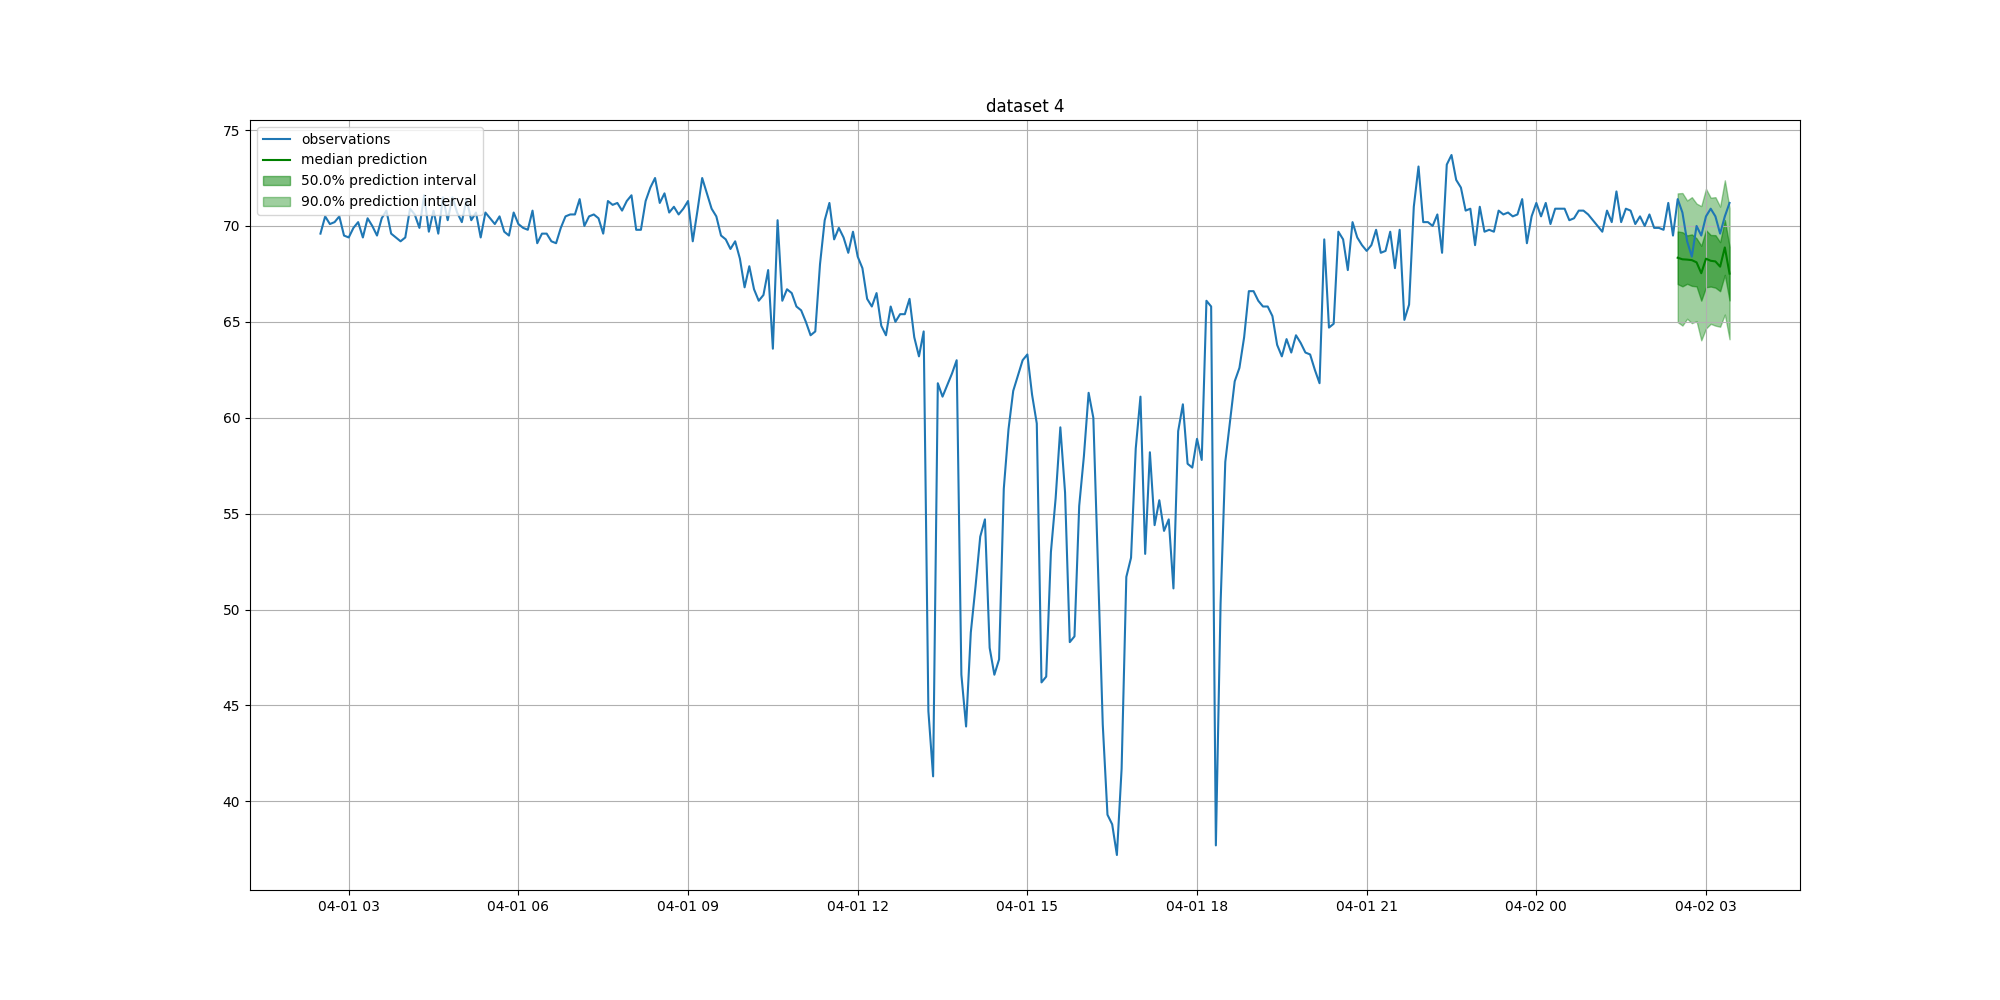 dataset 4
observations
median prediction
50.0% prediction interval
90.0% prediction interval
75
70
65
60
55
50
45
40
04-01 03 04-01 06 04-01 09 04-01 12 04-01 15 04-01 18 04-01 21 04-02 00 04-02 03